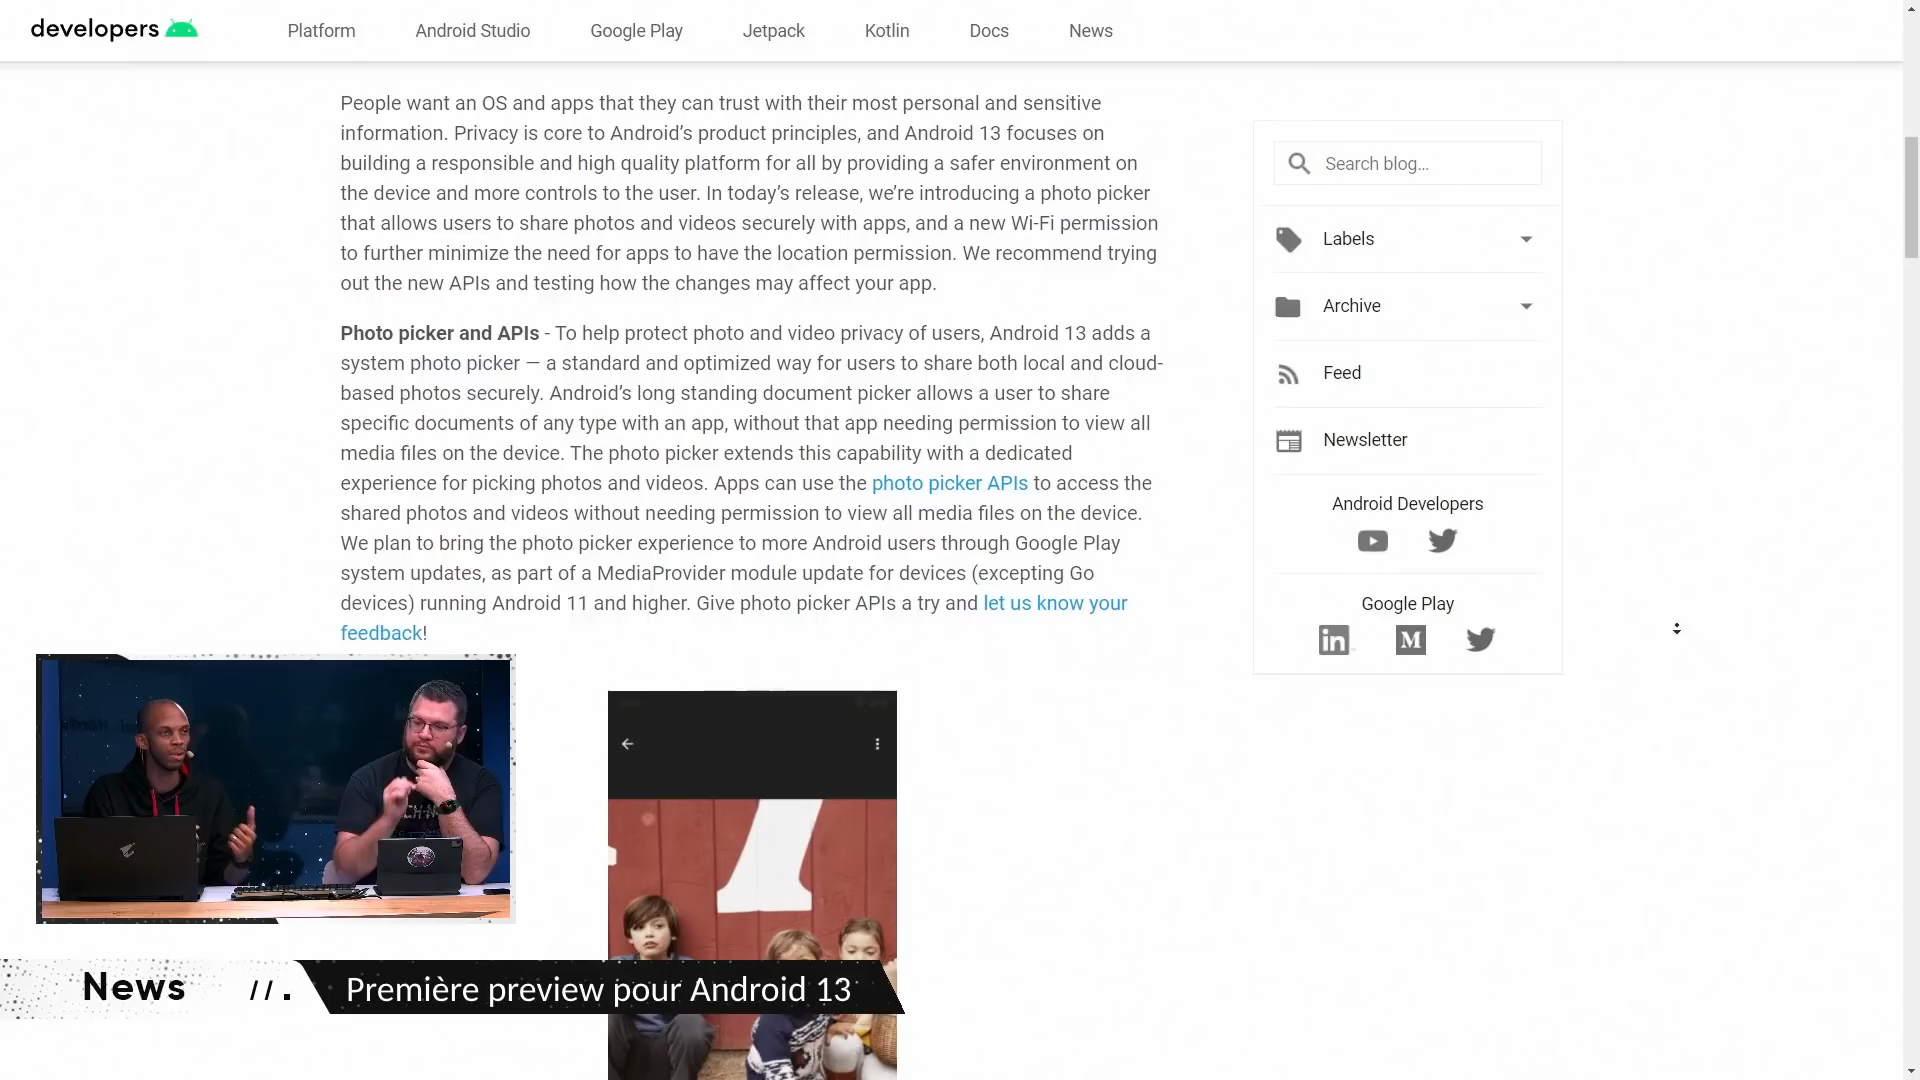 developers
Platform
Android Studio
Google Play
Jetpack
Kotlin
Docs
News
People want an OS and apps that they can trust with their most personal and sensitive
information. Privacy is core to Android’s product principles, and Android 13 focuses on
building a responsible and high quality platform for all by providing a safer environment on
the device and more controls to the user. In today’s release, we’re introducing a photo picker
that allows users to share photos and videos securely with apps, and a new Wi-Fi permission
to further minimize the need for apps to have the location permission. We recommend trying
out the new APIs and testing how the changes may affect your app.
Photo picker and APIs - To help protect photo and video privacy of users, Android 13 adds a
system photo picker — a standard and optimized way for users to share both local and cloud-
based photos securely. Android’s long standing document picker allows a user to share
specific documents of any type with an app, without that app needing permission to view all
media files on the device. The photo picker extends this capability with a dedicated
experience for picking photos and videos. Apps can use the photo picker APIs to access the
shared photos and videos without needing permission to view all media files on the device.
We plan to bring the photo picker experience to more Android users through Google Play
system updates, as part of a MediaProvider module update for devices (excepting Go
devices) running Android 11 and higher. Give photo picker APIs a try and let us know your
feedback!
Search blog...
Labels
Archive
Feed
Newsletter
Android Developers
Google Play
in
M
News //.
Première preview pour Android 13